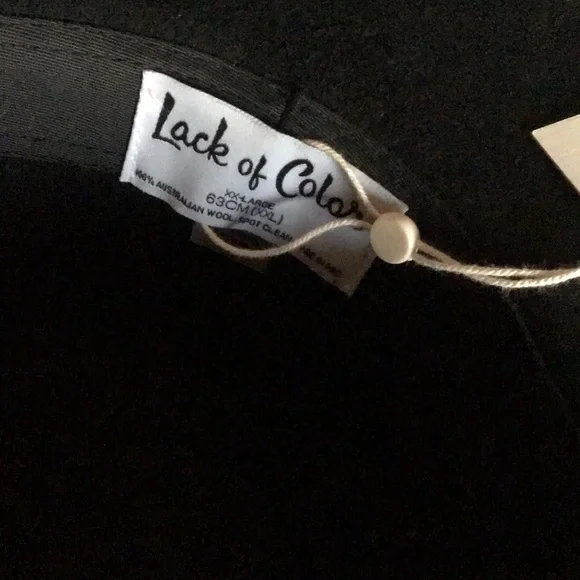 Lack of Color
XX-LARGE
63CM(XXL)
100% AUSTRALIAN WOOL SPOT CLEAN